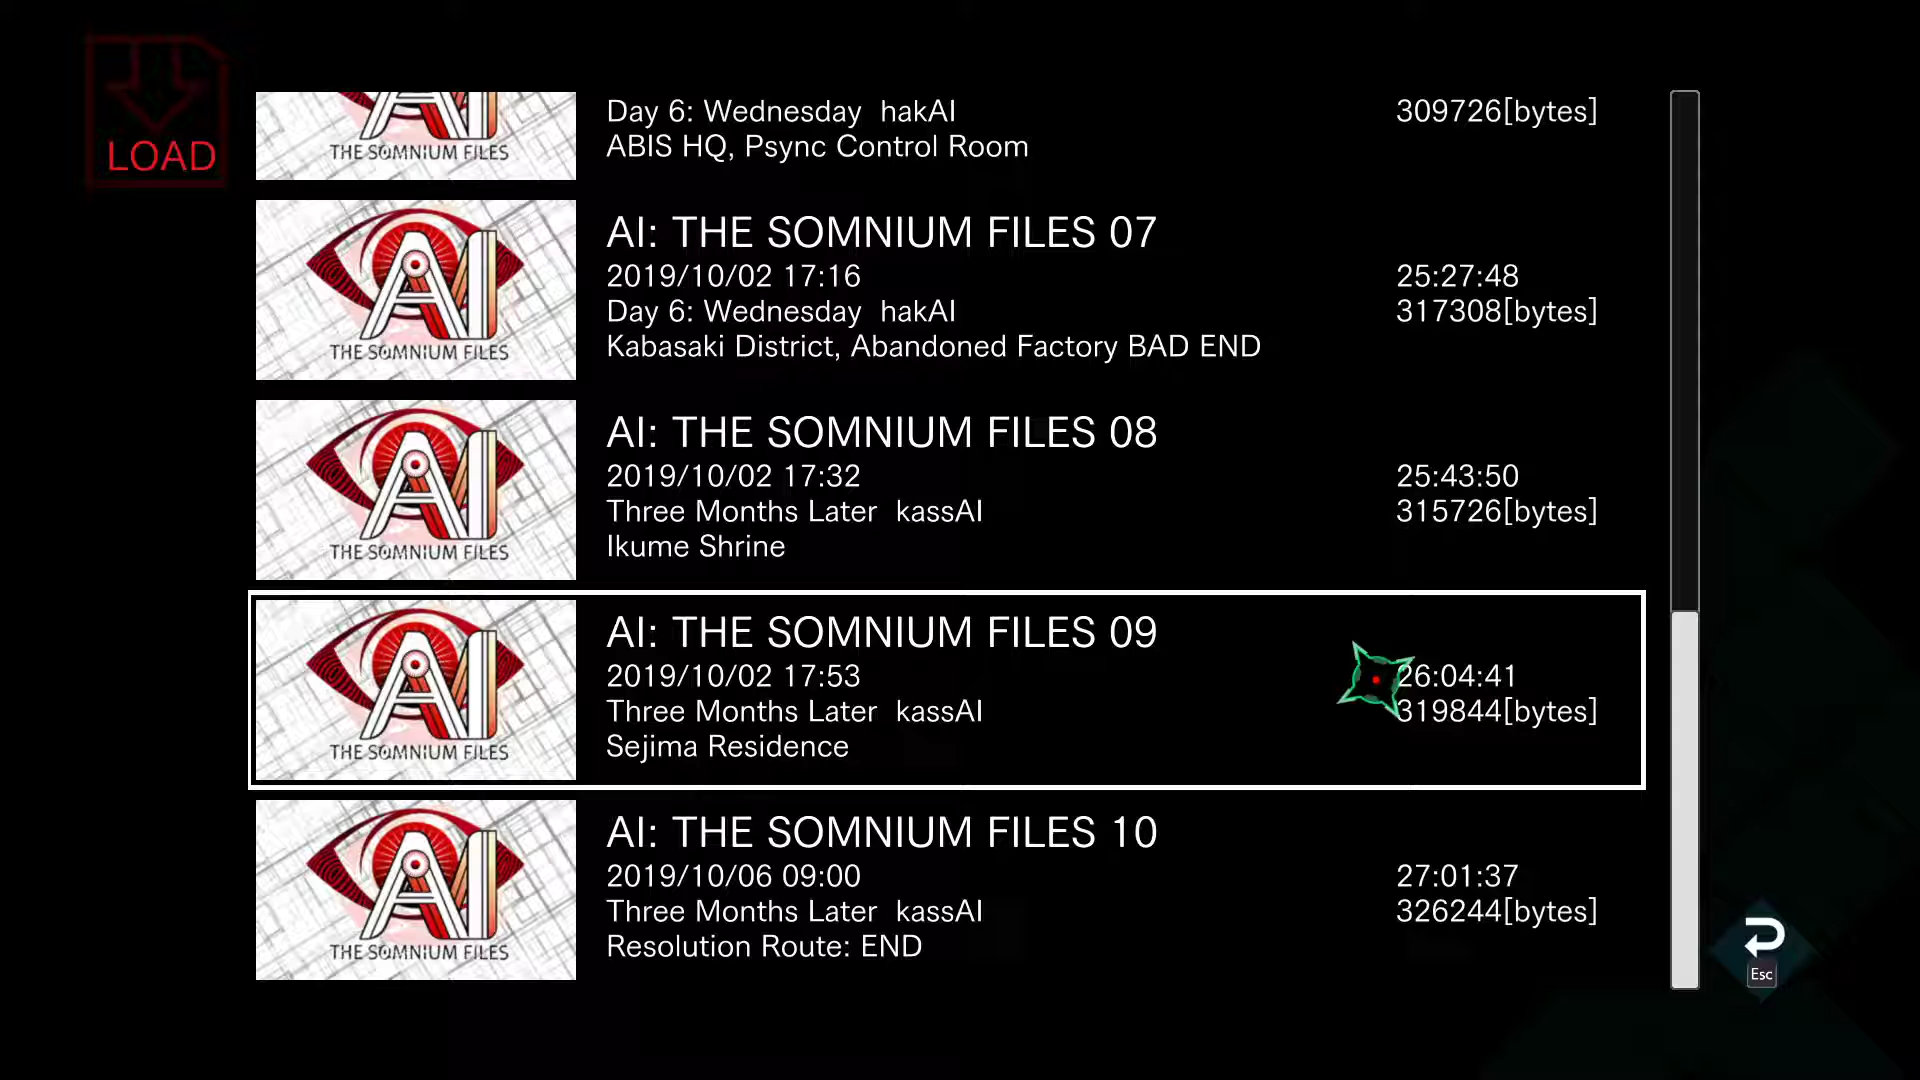 LOAD
THE SOMNIUM FILES
Day 6: Wednesday hakAI
ABIS HQ, Psync Control Room
309726[bytes]
AI
THE SOMNIUM FILES
AI: THE SOMNIUM FILES 07
2019/10/02 17:16
Day 6: Wednesday hakAI
Kabasaki District, Abandoned Factory BAD END
25:27:48
317308[bytes]
AI
THE SOMNIUM FILES
AI: THE SOMNIUM FILES 08
2019/10/02 17:32
Three Months Later kassAI
Ikume Shrine
25:43:50
315726[bytes]
AI
THE SOMNIUM FILES
AI: THE SOMNIUM FILES 09
2019/10/02 17:53
Three Months Later kassAI
Sejima Residence
26:04:41
319844[bytes]
AI
THE SOMNIUM FILES
AI: THE SOMNIUM FILES 10
2019/10/06 09:00
Three Months Later kassAI
Resolution Route: END
27:01:37
326244[bytes]
Esc